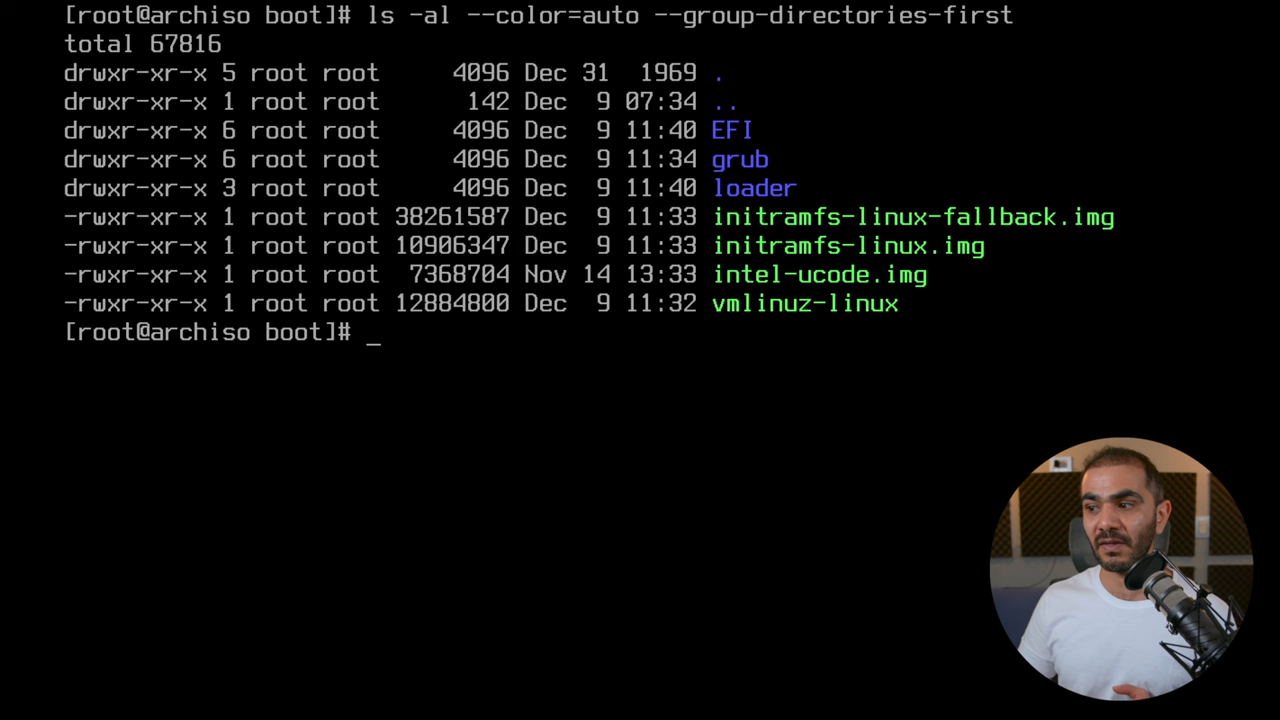 [root@archiso boot]# ls -al --color=auto --group-directories-first
total 67816
drwxr-xr-x 5 root root     4096 Dec 31  1969 .
drwxr-xr-x 1 root root      142 Dec  9 07:34 ..
drwxr-xr-x 6 root root     4096 Dec  9 11:40 EFI
drwxr-xr-x 6 root root     4096 Dec  9 11:34 grub
drwxr-xr-x 3 root root     4096 Dec  9 11:40 loader
-rwxr-xr-x 1 root root 38261587 Dec  9 11:33 initramfs-linux-fallback.img
-rwxr-xr-x 1 root root 10906347 Dec  9 11:33 initramfs-linux.img
-rwxr-xr-x 1 root root  7368704 Nov 14 13:33 intel-ucode.img
-rwxr-xr-x 1 root root 12884800 Dec  9 11:32 vmlinuz-linux
[root@archiso boot]# _